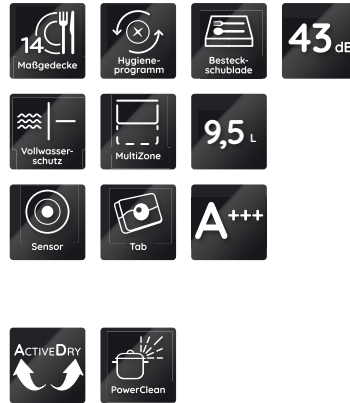 14
Maßgedecke
Hygiene-
programm
Besteck-
schublade
43 dB
Vollwasser-
schutz
MultiZone
9,5 L
Sensor
Tab
A+++
ACTIVEDRY
PowerClean